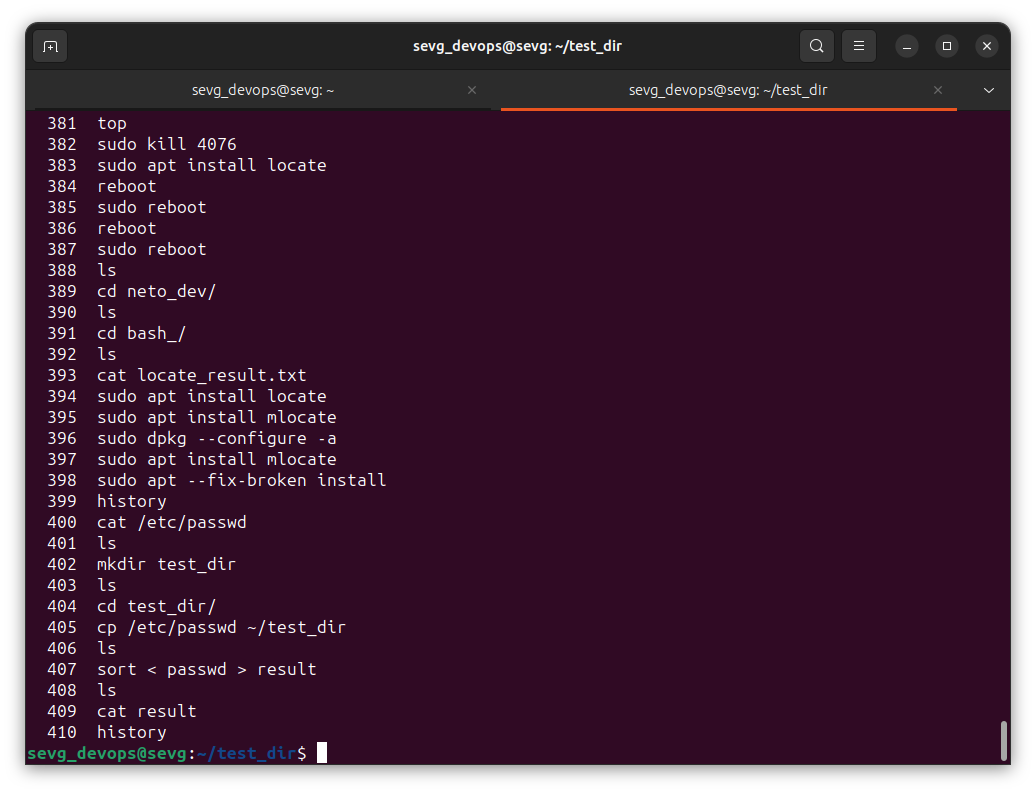 sevg_devops@sevg: ~/test_dir
sevg_devops@sevg: ~
sevg_devops@sevg: ~/test_dir
381 top
382 sudo kill 4076
383 sudo apt install locate
384 reboot
385 sudo reboot
386 reboot
387 sudo reboot
388 ls
389 cd neto_dev/
390 ls
391 cd bash_/
392 ls
393 cat locate_result.txt
394 sudo apt install locate
395 sudo apt install mlocate
396 sudo dpkg --configure -a
397 sudo apt install mlocate
398 sudo apt --fix-broken install
399 history
400 cat /etc/passwd
401 ls
402 mkdir test_dir
403 ls
404 cd test_dir/
405 cp /etc/passwd ~/test_dir
406 ls
407 sort < passwd > result
408 ls
409 cat result
410 history
sevg_devops@sevg:~/test_dir$